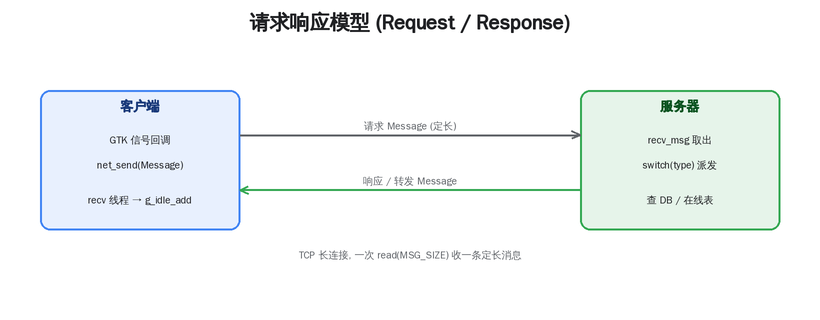 请求响应模型 (Request / Response)
客户端
GTK 信号回调
net_send(Message)
recv 线程 → g_idle_add
请求 Message (定长)
响应 / 转发 Message
服务器
recv_msg 取出
switch(type) 派发
查 DB / 在线表
TCP 长连接, 一次 read(MSG_SIZE) 收一条定长消息